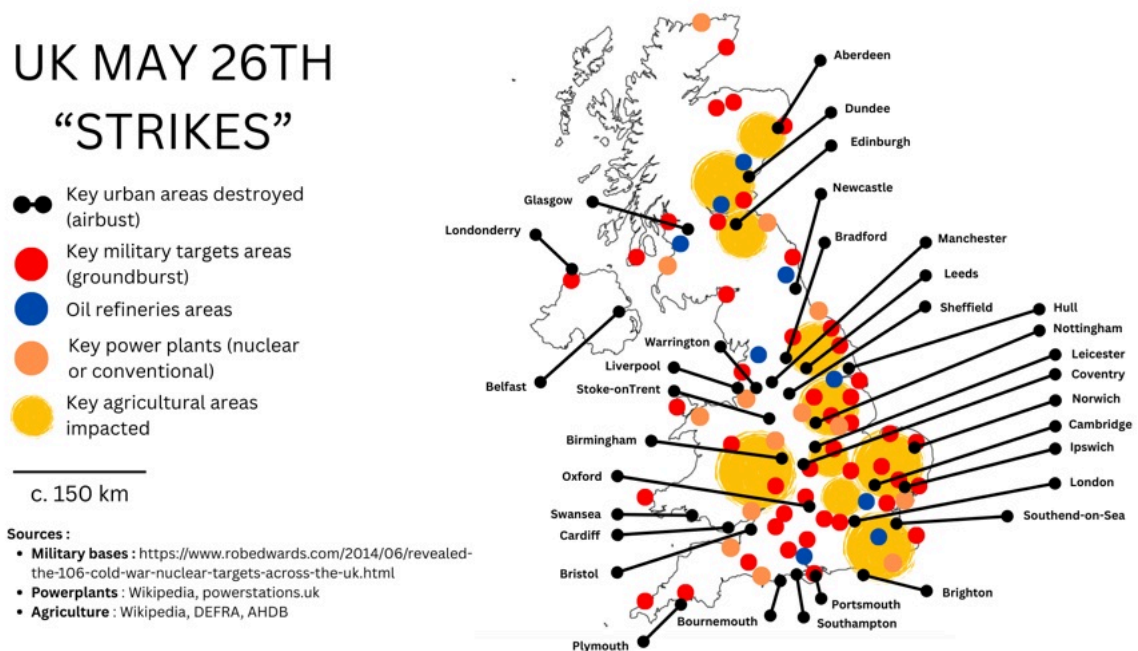 UK MAY 26TH
“STRIKES”
Key urban areas destroyed
(airbust)
Key military targets areas
(groundburst)
Oil refineries areas
Key power plants (nuclear
or conventional)
Key agricultural areas
impacted
c. 150 km
Sources :
• Military bases : https://www.robedwards.com/2014/06/revealed-
the-106-cold-war-nuclear-targets-across-the-uk.html
• Powerplants : Wikipedia, powerstations.uk
• Agriculture : Wikipedia, DEFRA, AHDB
Aberdeen
Dundee
Edinburgh
Newcastle
Glasgow
Londonderry
Bradford
Manchester
Leeds
Sheffield
Hull
Nottingham
Warrington
Leicester
Liverpool
Coventry
Belfast
Stoke-onTrent
Norwich
Cambridge
Birmingham
Ipswich
Oxford
London
Swansea
Southend-on-Sea
Cardiff
Bristol
Brighton
Portsmouth
Bournemouth
Southampton
Plymouth